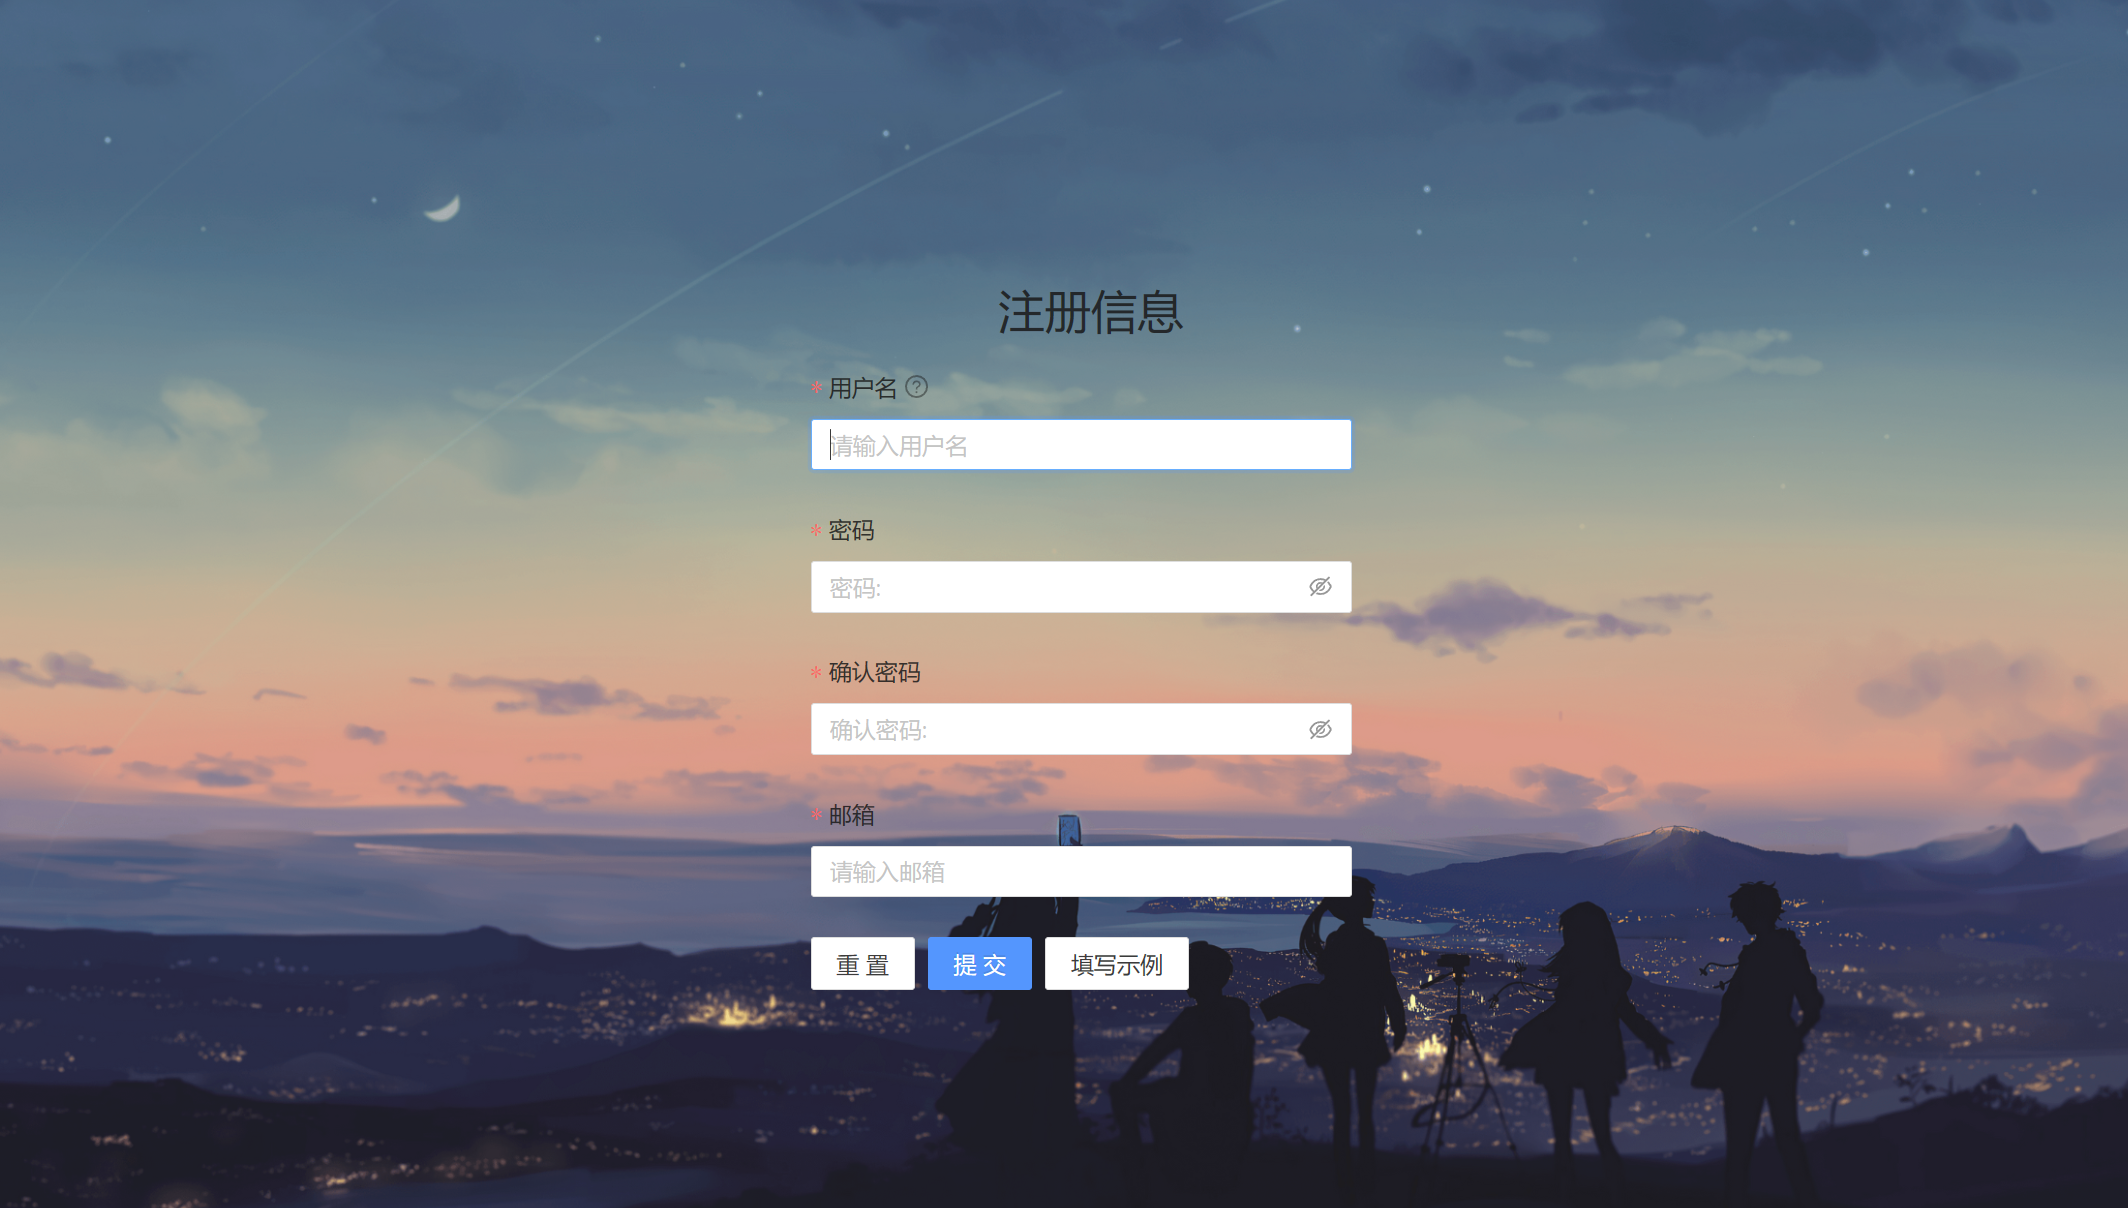 注册信息
* 用户名 ?
请输入用户名
* 密码
密码:
* 确认密码
确认密码:
* 邮箱
请输入邮箱
重 置 提 交 填写示例